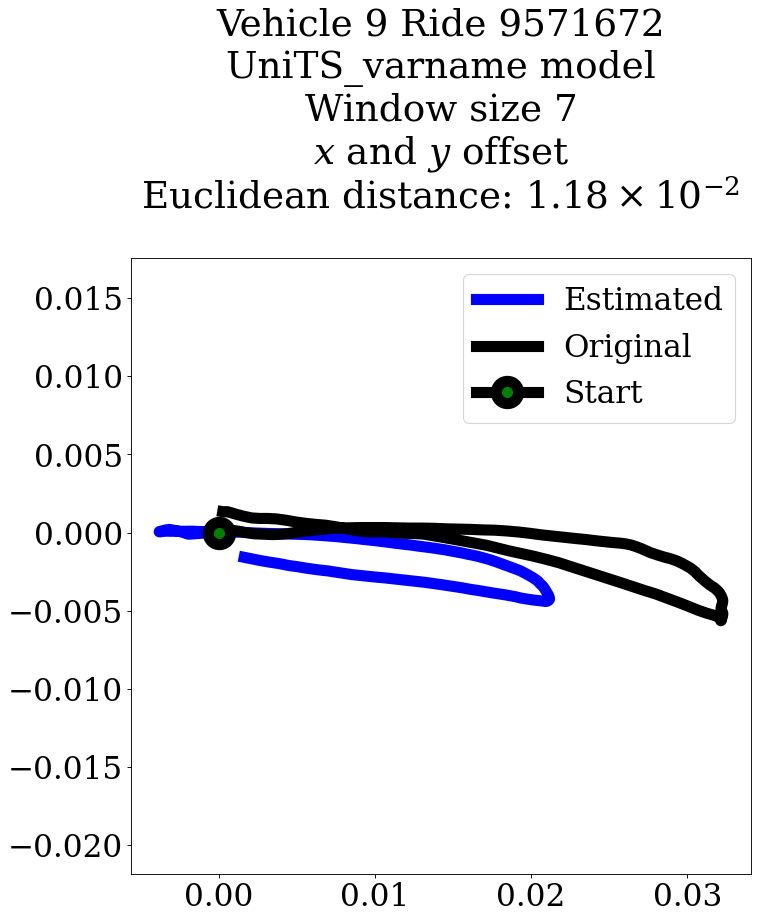 Vehicle 9 Ride 9571672
UniTS_varname model
Window size 7
x and y offset
Euclidean distance: 1.18 × 10⁻²
Estimated
Original
Start
0.015
0.010
0.005
0.000
−0.005
−0.010
−0.015
−0.020
0.00 0.01 0.02 0.03